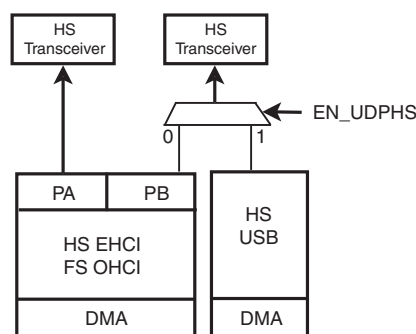 HS
Transceiver
HS
Transceiver
EN_UDPHS
0
1
PA
PB
HS EHCI
FS OHCI
DMA
HS
USB
DMA